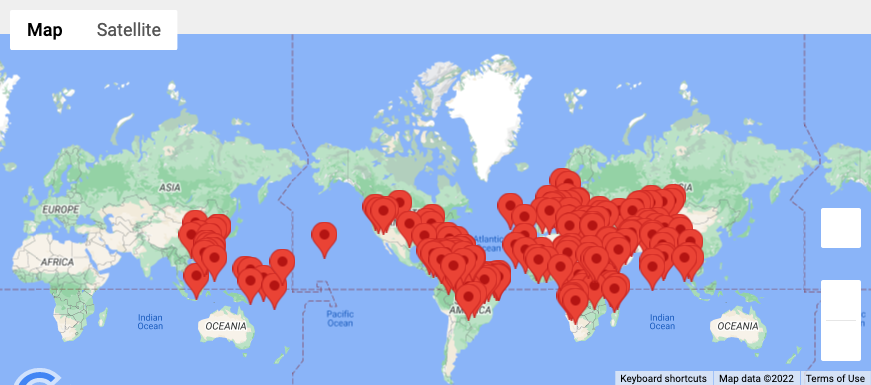 Map Satellite
ASIA
EUROPE
AFRICA
Indian
Ocean
OCEANIA
Pacific
Ocean
Atlantic
Ocean
Indian
Ocean
OCEANIA
Keyboard shortcuts Map data ©2022 Terms of Use